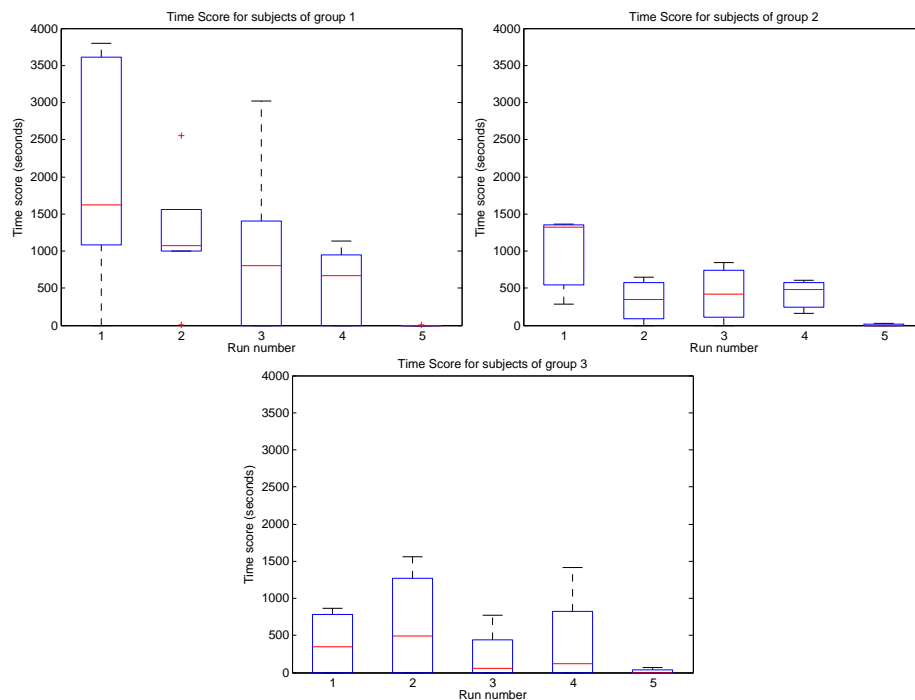 Time Score for subjects of group 1
4000
3500
3000
2500
2000
1500
1000
500
0
Time score (seconds)
1 2 3 4 5
Run number
Time Score for subjects of group 2
4000
3500
3000
2500
2000
1500
1000
500
0
Time score (seconds)
1 2 3 4 5
Run number
Time Score for subjects of group 3
4000
3500
3000
2500
2000
1500
1000
500
0
Time score (seconds)
1 2 3 4 5
Run number